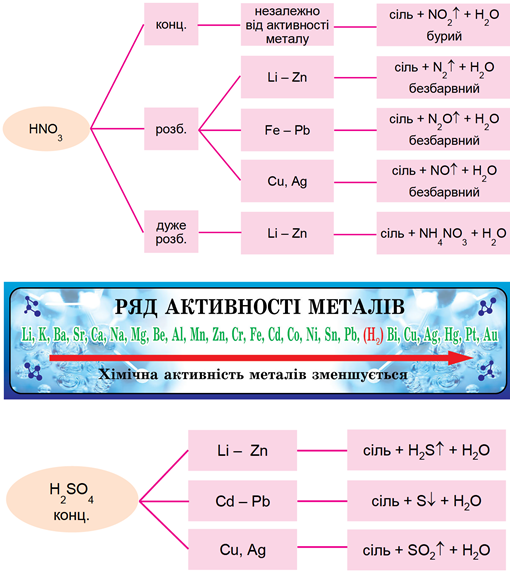 HNO₃
конц.
незалежно
від активності
металу
сіль + NO₂↑ + H₂O
бурий
розб.
Li – Zn
сіль + N₂↑ + H₂O
безбарвний
Fe – Pb
сіль + N₂O↑ + H₂O
безбарвний
Cu, Ag
сіль + NO↑ + H₂O
безбарвний
дуже
розб.
Li – Zn
сіль + NH₄NO₃ + H₂O
РЯД АКТИВНОСТІ МЕТАЛІВ
Li, K, Ba, Sr, Ca, Na, Mg, Be, Al, Mn, Zn, Cr, Fe, Cd, Co, Ni, Sn, Pb, (H₂) Bi, Cu, Ag, Hg, Pt, Au
Хімічна активність металів зменшується
H₂SO₄
конц.
Li – Zn
сіль + H₂S↑ + H₂O
Cd – Pb
сіль + S↓ + H₂O
Cu, Ag
сіль + SO₂↑ + H₂O